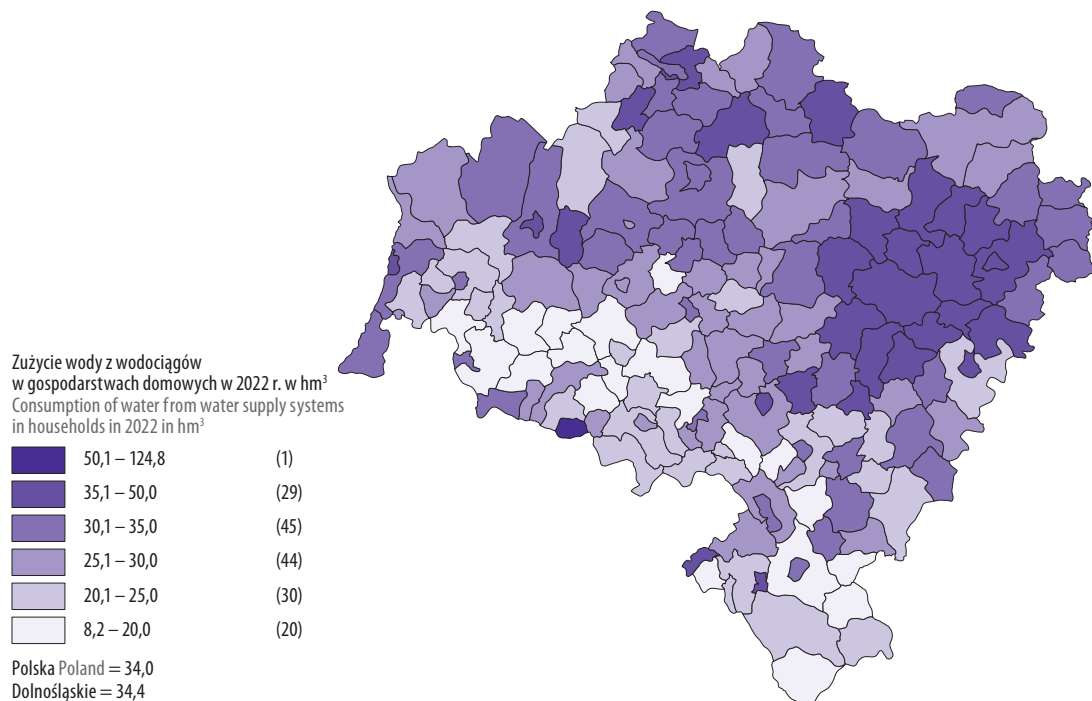 Zużycie wody z wodociągów
w gospodarstwach domowych w 2022 r. w hm³
Consumption of water from water supply systems
in households in 2022 in hm³
50,1 – 124,8 (1)
35,1 – 50,0 (29)
30,1 – 35,0 (45)
25,1 – 30,0 (44)
20,1 – 25,0 (30)
8,2 – 20,0 (20)
Polska Poland = 34,0
Dolnośląskie = 34,4